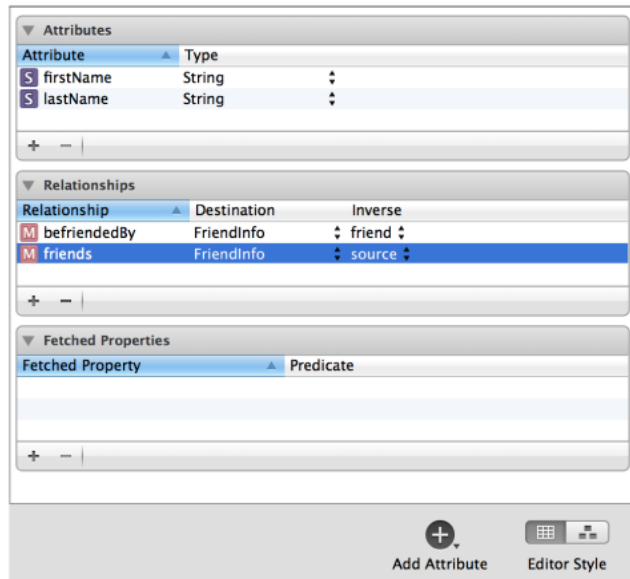 Attributes
Attribute Type
S firstName String
S lastName String
+ −
Relationships
Relationship Destination Inverse
M befriendedBy FriendInfo friend
M friends FriendInfo source
+ −
Fetched Properties
Fetched Property Predicate
+ −
Add Attribute Editor Style